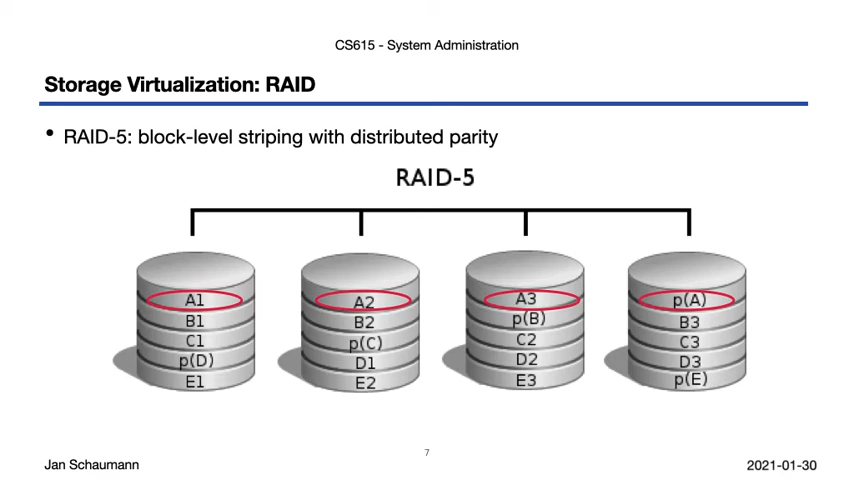 CS615 - System Administration
Storage Virtualization: RAID
• RAID-5: block-level striping with distributed parity
RAID-5
A1 A2 A3 p(A)
B1 B2 p(B) B3
C1 p(C) C2 C3
p(D) D1 D2 D3
E1 E2 E3 p(E)
7
Jan Schaumann 2021-01-30